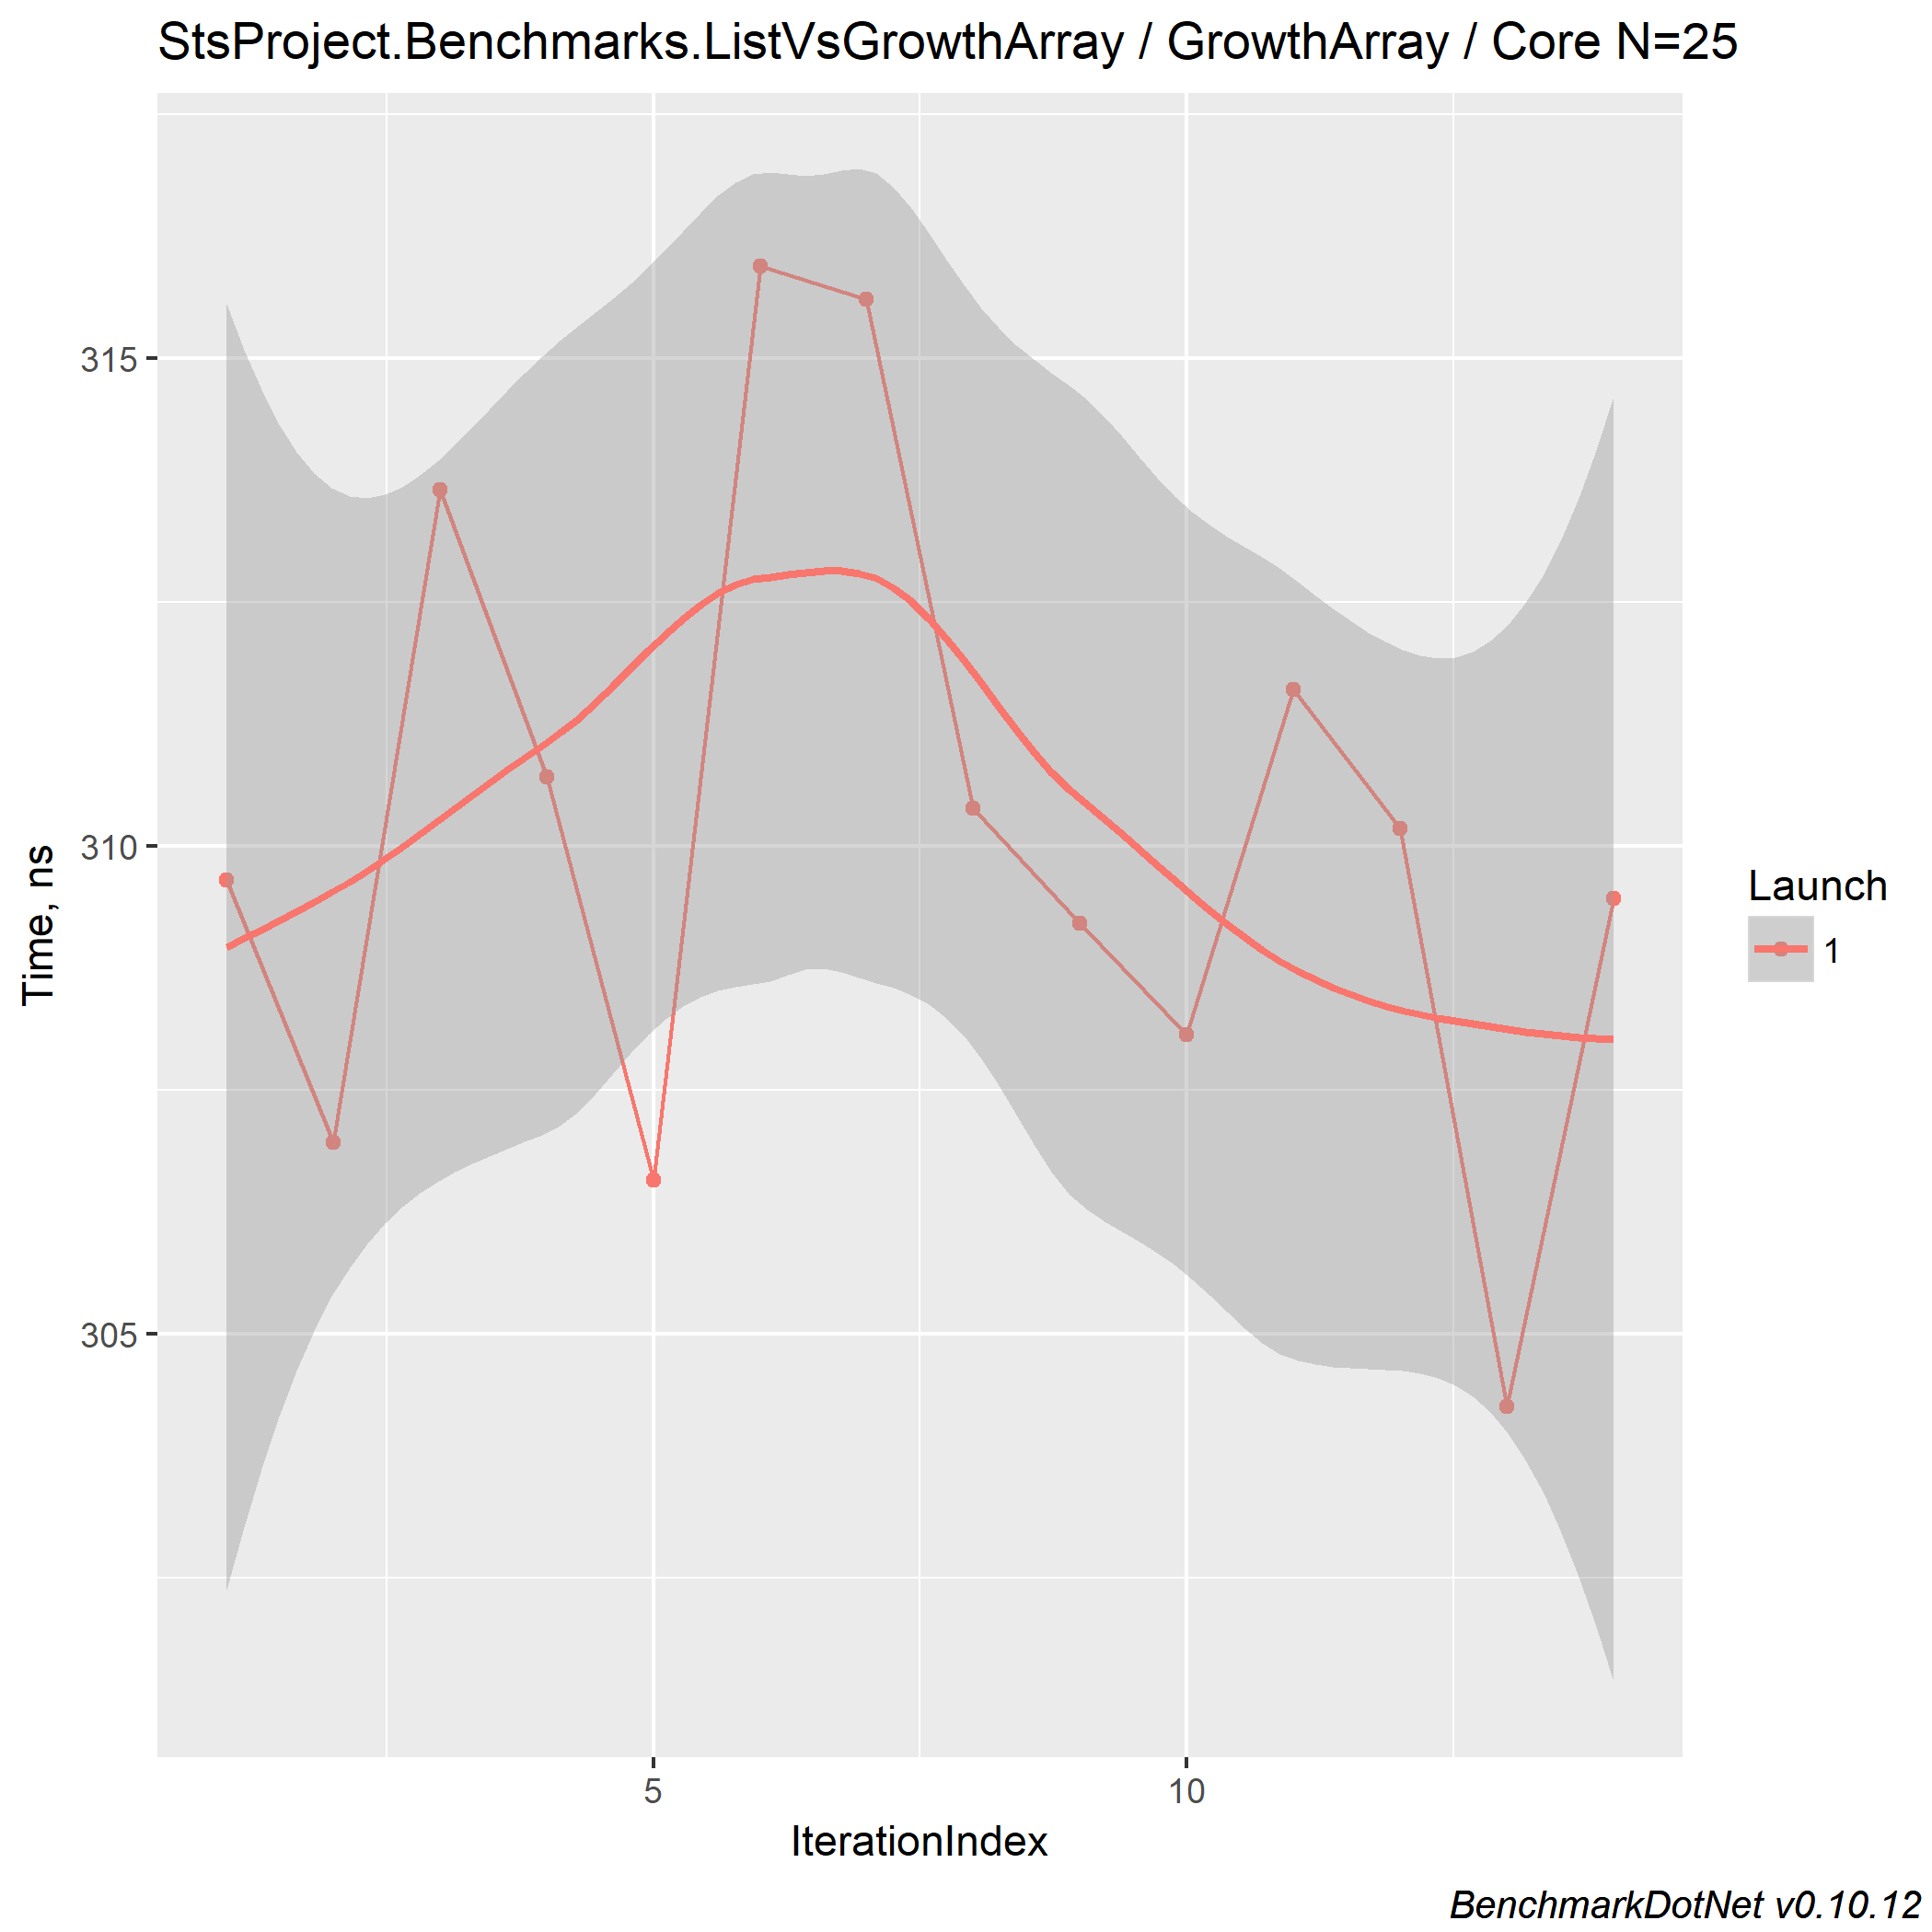 StsProject.Benchmarks.ListVsGrowthArray / GrowthArray / Core N=25
Time, ns
315
310
305
5
10
IterationIndex
Launch
1
BenchmarkDotNet v0.10.12